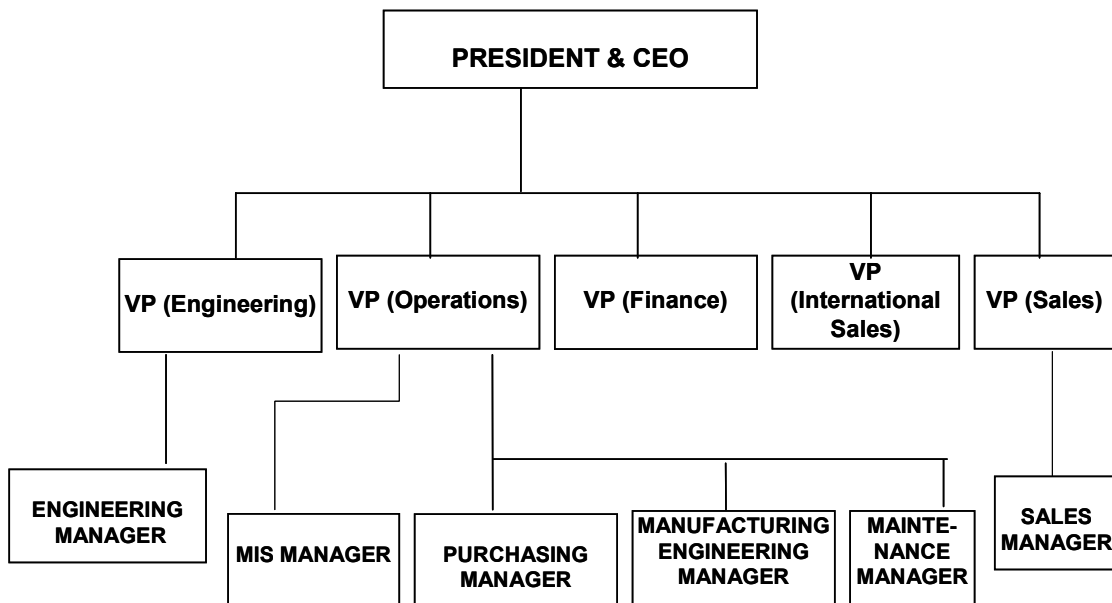 PRESIDENT & CEO
VP (Engineering)
VP (Operations)
VP (Finance)
VP
(International
Sales)
VP (Sales)
ENGINEERING
MANAGER
MIS MANAGER
PURCHASING
MANAGER
MANUFACTURING
ENGINEERING
MANAGER
MAINTE-
NANCE
MANAGER
SALES
MANAGER